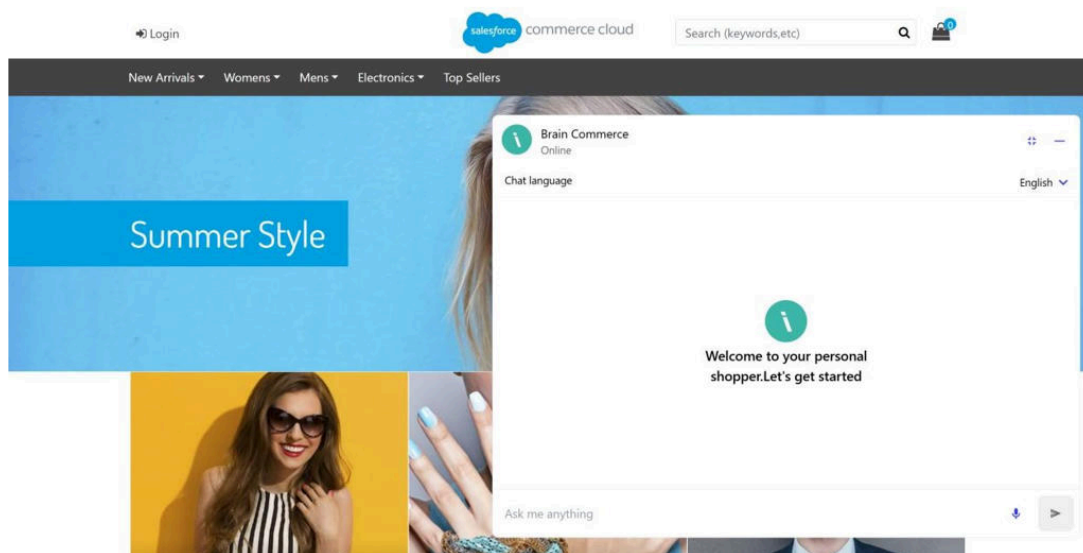 Login
salesforce commerce cloud
Search (keywords,etc)
0
New Arrivals Womens Mens Electronics Top Sellers
Brain Commerce
Online
Chat language
English
Summer Style
Welcome to your personal
shopper.Let's get started
Ask me anything